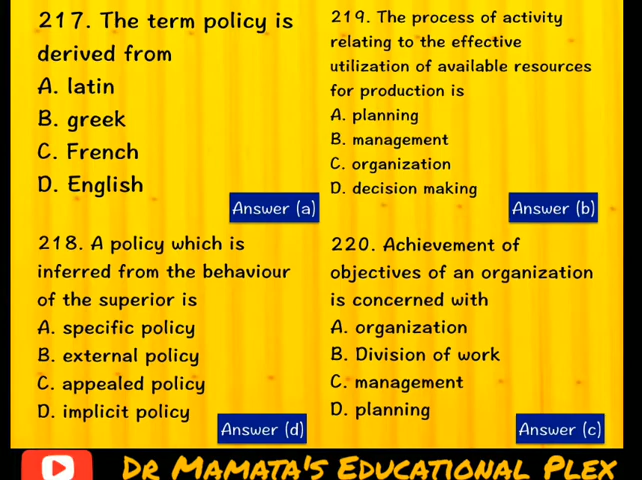 217. The term policy is
derived from
A. latin
B. greek
C. French
D. English
Answer (a)
218. A policy which is
inferred from the behaviour
of the superior is
A. specific policy
B. external policy
C. appealed policy
D. implicit policy
Answer (d)
219. The process of activity
relating to the effective
utilization of available resources
for production is
A. planning
B. management
C. organization
D. decision making
Answer (b)
220. Achievement of
objectives of an organization
is concerned with
A. organization
B. Division of work
C. management
D. planning
Answer (c)
DR MAMATA'S EDUCATIONAL PLEX